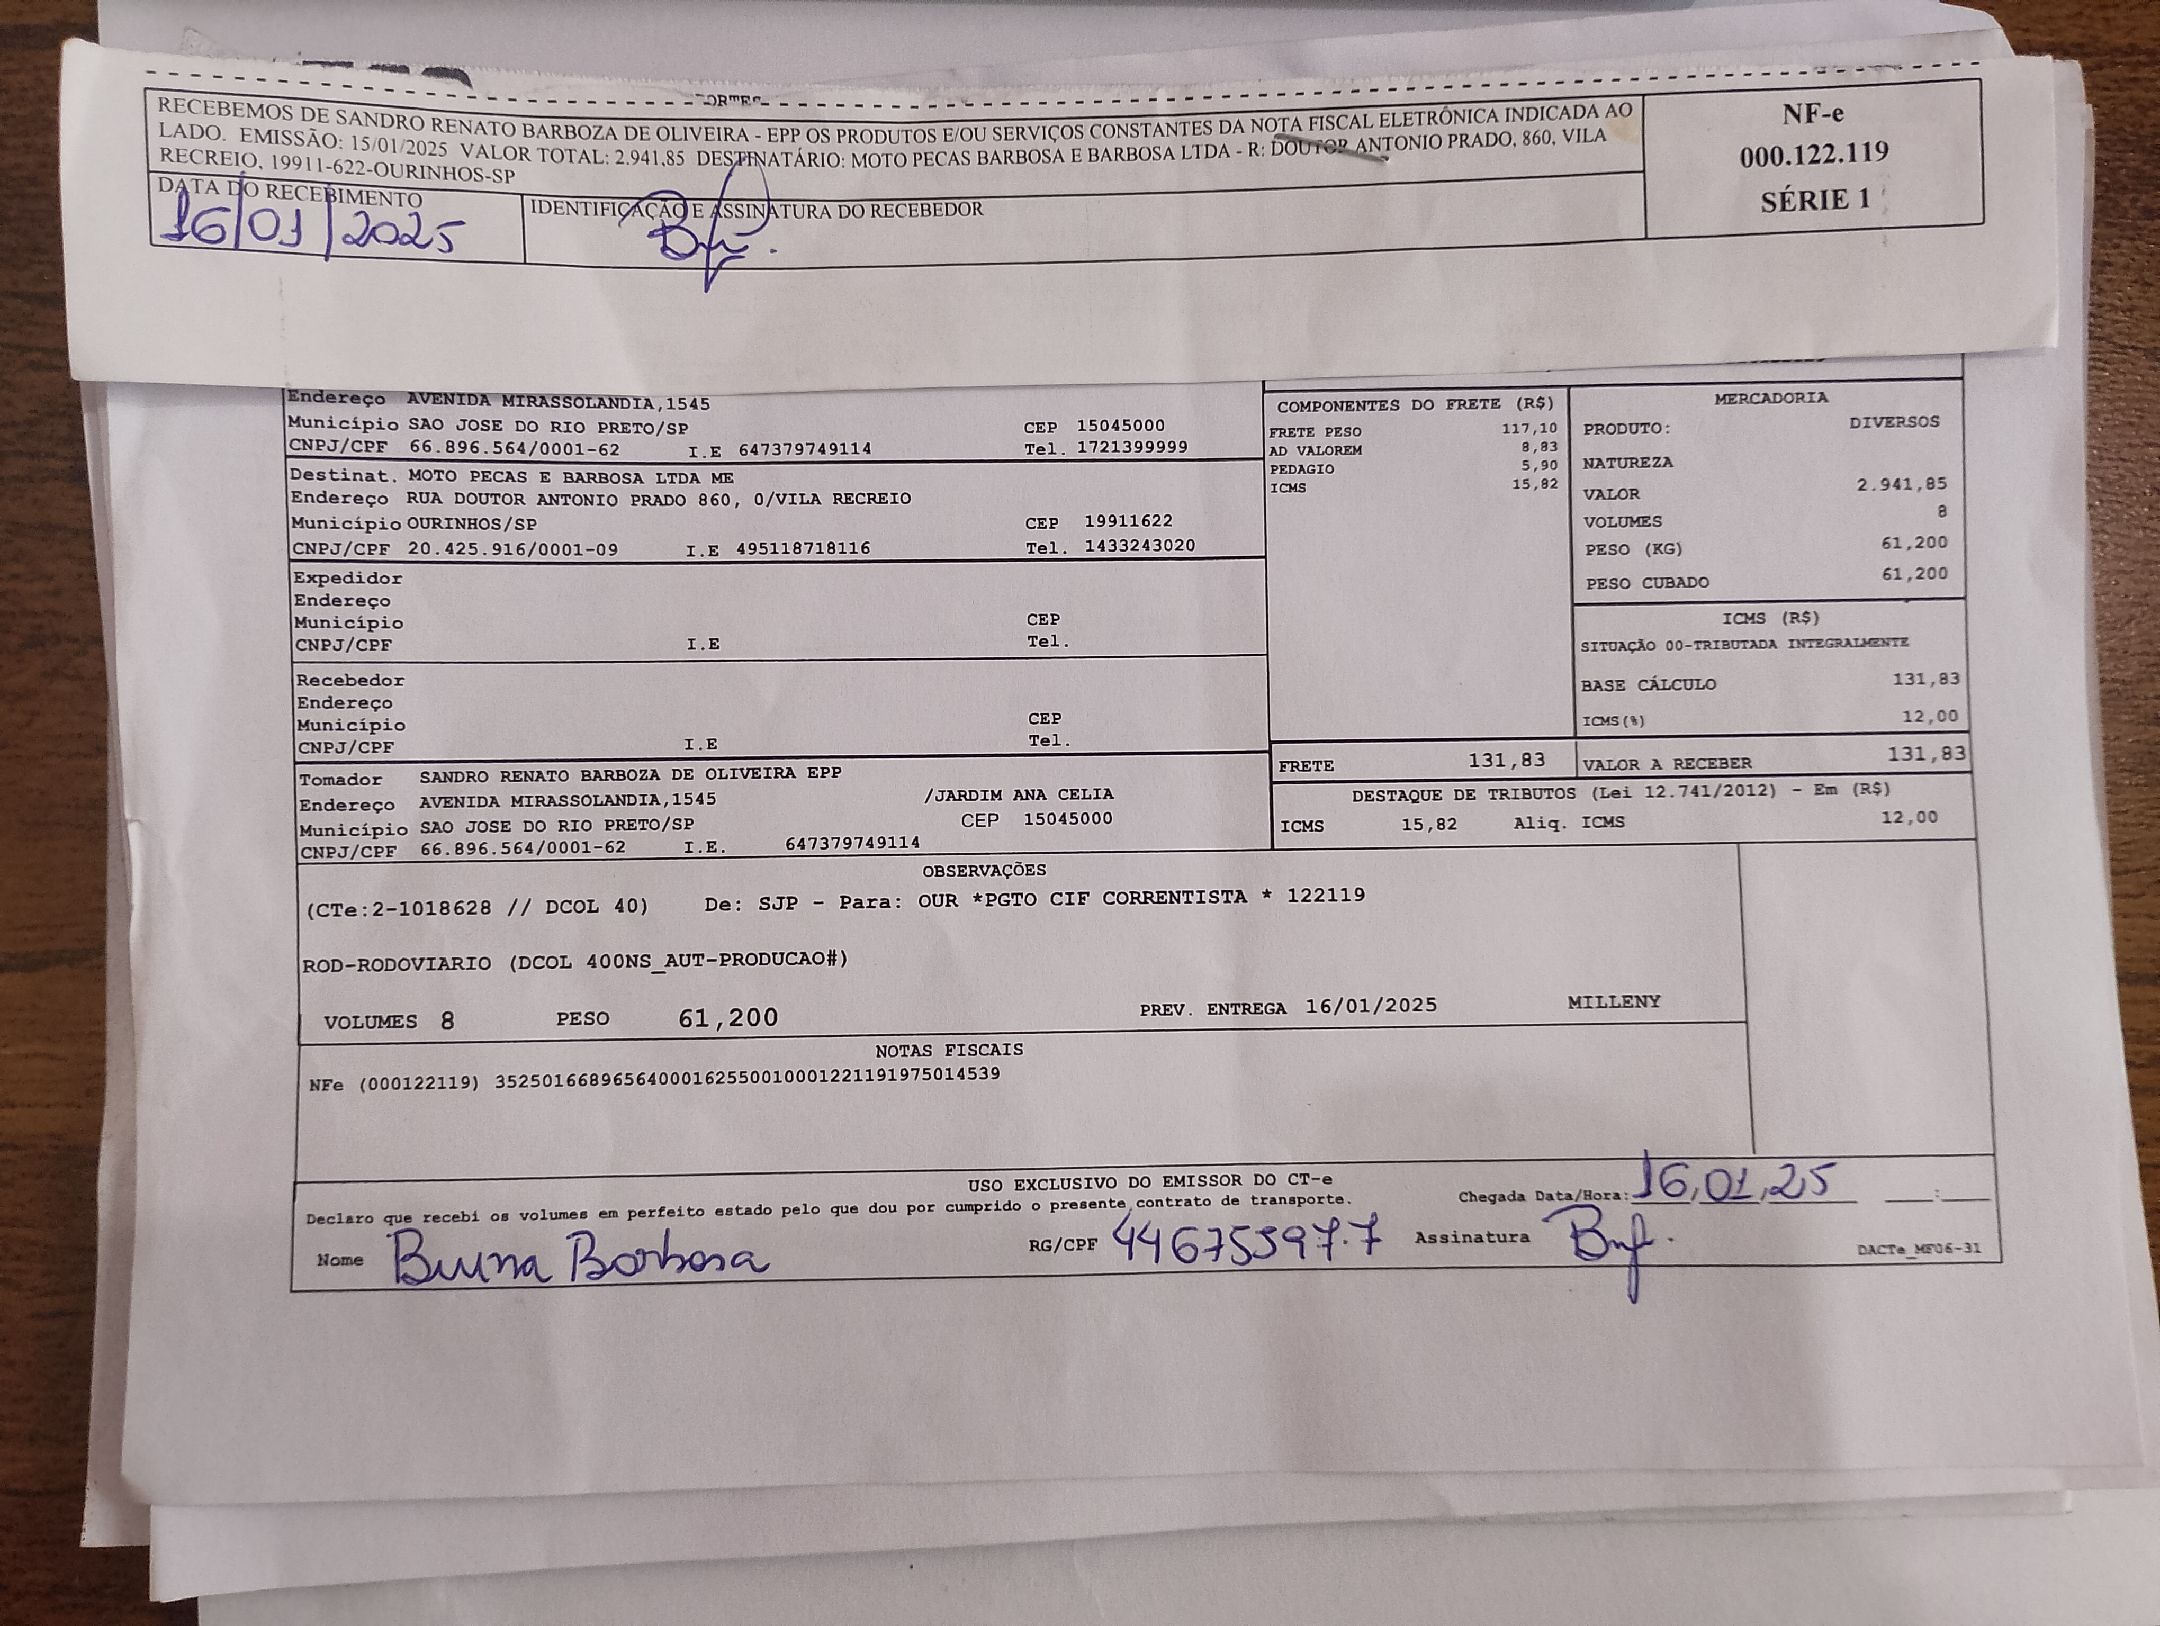 RECEBEMOS DE SANDRO RENATO BARBOZA DE OLIVEIRA - EPP OS PRODUTOS E/OU SERVIÇOS CONSTANTES DA NOTA FISCAL ELETRÔNICA INDICADA AO
LADO. EMISSÃO: 15/01/2025 VALOR TOTAL: 2.941,85 DESTINATÁRIO: MOTO PECAS BARBOSA E BARBOSA LTDA - R: DOUTOR ANTONIO PRADO, 860, VILA
RECREIO, 19911-622-OURINHOS-SP
NF-e
000.122.119
SÉRIE 1
DATA DO RECEBIMENTO
16/01/2025
IDENTIFICAÇÃO E ASSINATURA DO RECEBEDOR
Endereço AVENIDA MIRASSOLANDIA,1545
Município SAO JOSE DO RIO PRETO/SP CEP 15045000
CNPJ/CPF 66.896.564/0001-62 I.E 647379749114 Tel. 1721399999
Destinat. MOTO PECAS E BARBOSA LTDA ME
Endereço RUA DOUTOR ANTONIO PRADO 860, 0/VILA RECREIO
Município OURINHOS/SP CEP 19911622
CNPJ/CPF 20.425.916/0001-09 I.E 495118718116 Tel. 1433243020
Expedidor
Endereço
Município CEP
CNPJ/CPF I.E Tel.
Recebedor
Endereço
Município CEP
CNPJ/CPF I.E Tel.
Tomador SANDRO RENATO BARBOZA DE OLIVEIRA EPP
Endereço AVENIDA MIRASSOLANDIA,1545 /JARDIM ANA CELIA
Município SAO JOSE DO RIO PRETO/SP CEP 15045000
CNPJ/CPF 66.896.564/0001-62 I.E. 647379749114
COMPONENTES DO FRETE (R$)
FRETE PESO 117,10
AD VALOREM 8,83
PEDAGIO 5,90
ICMS 15,82
MERCADORIA
PRODUTO: DIVERSOS
NATUREZA
VALOR 2.941,85
VOLUMES 8
PESO (KG) 61,200
PESO CUBADO 61,200
ICMS (R$)
SITUAÇÃO 00-TRIBUTADA INTEGRALMENTE
BASE CÁLCULO 131,83
ICMS(%) 12,00
FRETE 131,83 VALOR A RECEBER 131,83
DESTAQUE DE TRIBUTOS (Lei 12.741/2012) - Em (R$)
ICMS 15,82 Aliq. ICMS 12,00
OBSERVAÇÕES
(CTe:2-1018628 // DCOL 40) De: SJP - Para: OUR *PGTO CIF CORRENTISTA * 122119
ROD-RODOVIARIO (DCOL 400NS_AUT-PRODUCAO#)
VOLUMES 8 PESO 61,200 PREV. ENTREGA 16/01/2025 MILLENY
NOTAS FISCAIS
NFe (000122119) 35250166896564000162550010001221191975014539
USO EXCLUSIVO DO EMISSOR DO CT-e
Declaro que recebi os volumes em perfeito estado pelo que dou por cumprido o presente contrato de transporte. Chegada Data/Hora: 16,01,25 __:__
Nome Bruna Barbosa RG/CPF 44675597.7 Assinatura
DACTe_MF06-31